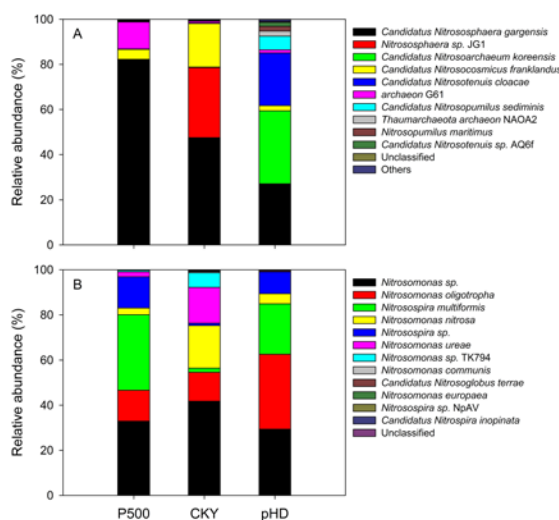 A
Relative abundance (%)
100
80
60
40
20
0
Candidatus Nitrososphaera gargensis
Nitrososphaera sp. JG1
Candidatus Nitrosoarchaeum koreensis
Candidatus Nitrosocosmicus franklandus
Candidatus Nitrosotenuis cloacae
archaeon G61
Candidatus Nitrosopumilus sediminis
Thaumarchaeota archaeon NAOA2
Nitrosopumilus maritimus
Candidatus Nitrosotenuis sp. AQ6f
Unclassified
Others
B
Relative abundance (%)
100
80
60
40
20
0
P500
CKY
pHD
Nitrosomonas sp.
Nitrosomonas oligotropha
Nitrosospira multiformis
Nitrosomonas nitrosa
Nitrosospira sp.
Nitrosomonas ureae
Nitrosomonas sp. TK794
Nitrosomonas communis
Candidatus Nitrosoglobus terrae
Nitrosomonas europaea
Nitrosospira sp. NpAV
Candidatus Nitrospira inopinata
Unclassified